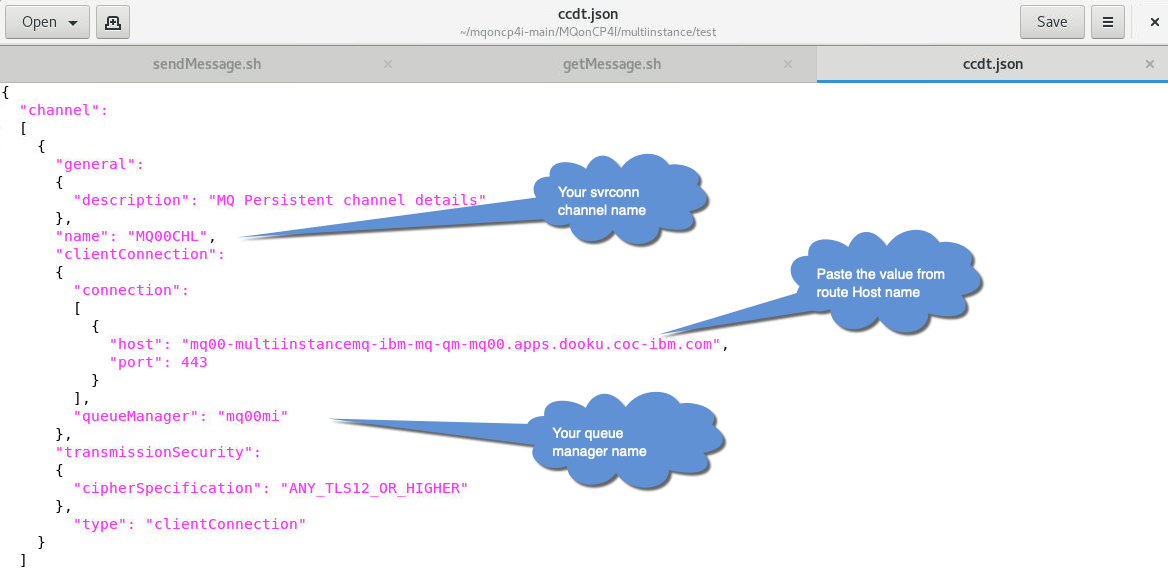 Open
ccdt.json
~/mqoncp4i-main/MQonCP4I/multiinstance/test
Save
sendMessage.sh
getMessage.sh
ccdt.json
{
  "channel":
  [
    {
      "general":
      {
        "description": "MQ Persistent channel details"
      },
      "name": "MQ00CHL",
      "clientConnection":
      {
        "connection":
        [
          {
            "host": "mq00-multiinstancemq-ibm-mq-qm-mq00.apps.dooku.coc-ibm.com",
            "port": 443
          }
        ],
        "queueManager": "mq00mi"
      },
      "transmissionSecurity":
      {
        "cipherSpecification": "ANY_TLS12_OR_HIGHER"
      },
        "type": "clientConnection"
    }
  ]
Your svrconn
channel name
Paste the value from
route Host name
Your queue
manager name